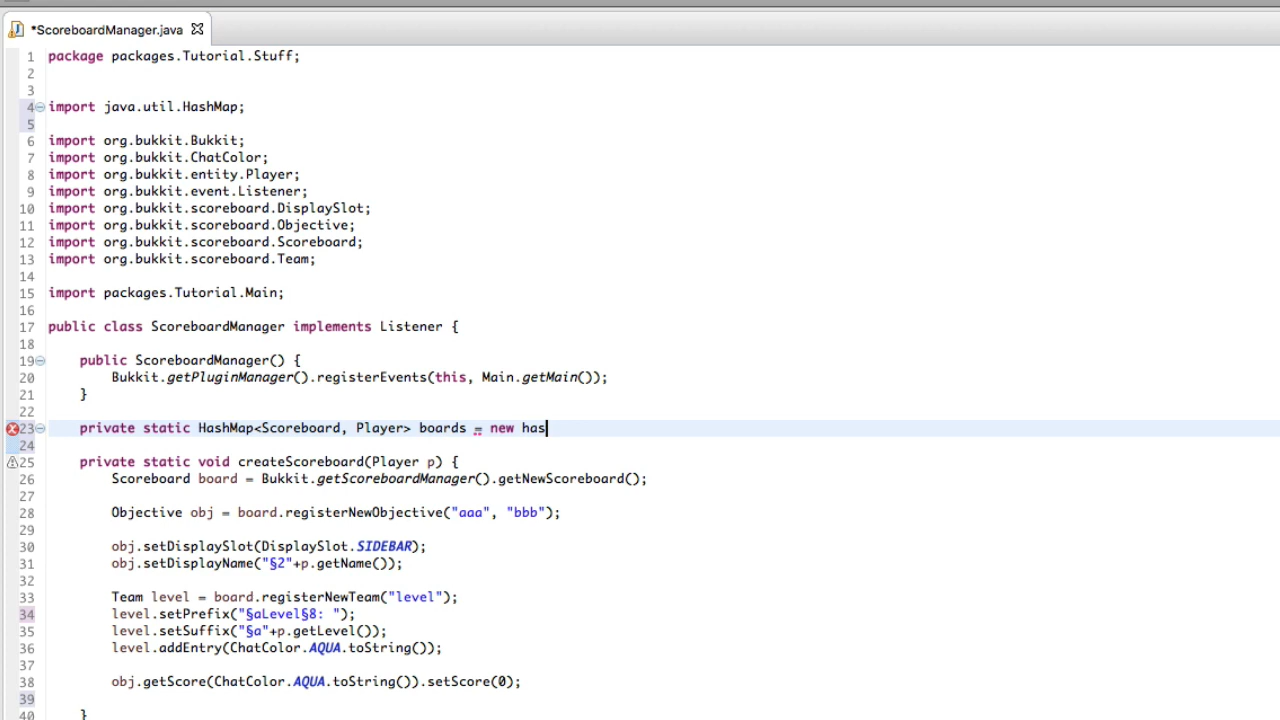 *ScoreboardManager.java
1 package packages.Tutorial.Stuff;
2
3
4 import java.util.HashMap;
5
6 import org.bukkit.Bukkit;
7 import org.bukkit.ChatColor;
8 import org.bukkit.entity.Player;
9 import org.bukkit.event.Listener;
10 import org.bukkit.scoreboard.DisplaySlot;
11 import org.bukkit.scoreboard.Objective;
12 import org.bukkit.scoreboard.Scoreboard;
13 import org.bukkit.scoreboard.Team;
14
15 import packages.Tutorial.Main;
16
17 public class ScoreboardManager implements Listener {
18
19 public ScoreboardManager() {
20 Bukkit.getPluginManager().registerEvents(this, Main.getMain());
21 }
22
23 private static HashMap<Scoreboard, Player> boards = new has
24
25 private static void createScoreboard(Player p) {
26 Scoreboard board = Bukkit.getScoreboardManager().getNewScoreboard();
27
28 Objective obj = board.registerNewObjective("aaa", "bbb");
29
30 obj.setDisplaySlot(DisplaySlot.SIDEBAR);
31 obj.setDisplayName("§2"+p.getName());
32
33 Team level = board.registerNewTeam("level");
34 level.setPrefix("§aLevel§8: ");
35 level.setSuffix("§a"+p.getLevel());
36 level.addEntry(ChatColor.AQUA.toString());
37
38 obj.getScore(ChatColor.AQUA.toString()).setScore(0);
39
40 }